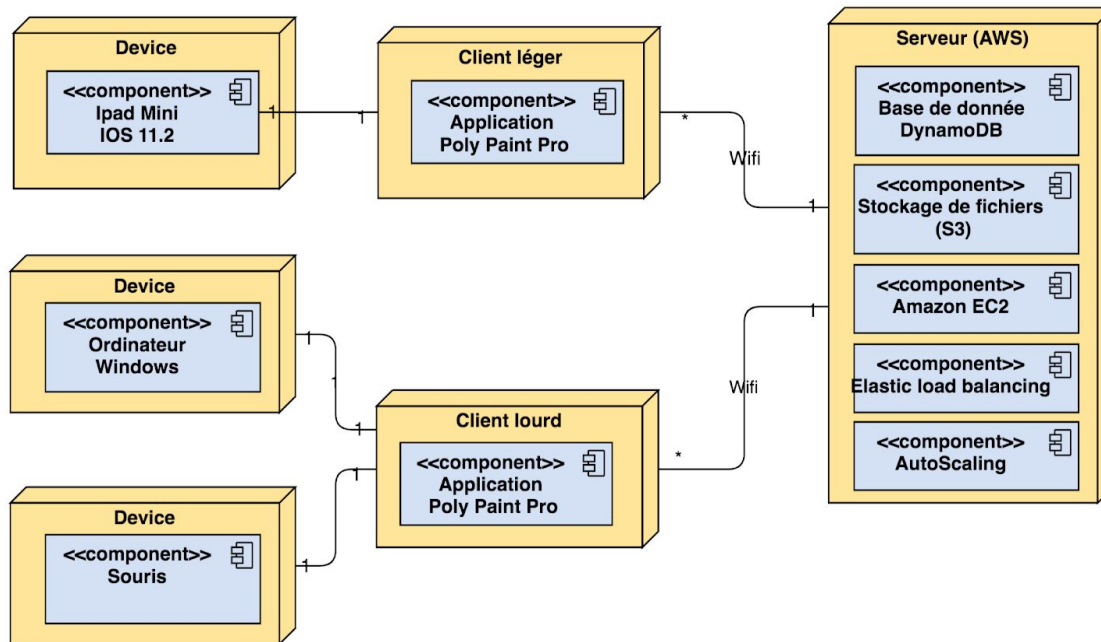 Device
<<component>>
Ipad Mini
IOS 11.2
1
1
Client léger
<<component>>
Application
Poly Paint Pro
*
Wifi
1
Serveur (AWS)
<<component>>
Base de donnée
DynamoDB
<<component>>
Stockage de fichiers
(S3)
<<component>>
Amazon EC2
<<component>>
Elastic load balancing
<<component>>
AutoScaling
Device
<<component>>
Ordinateur
Windows
1
1
1
Client lourd
<<component>>
Application
Poly Paint Pro
*
Wifi
1
Device
<<component>>
Souris
1
1